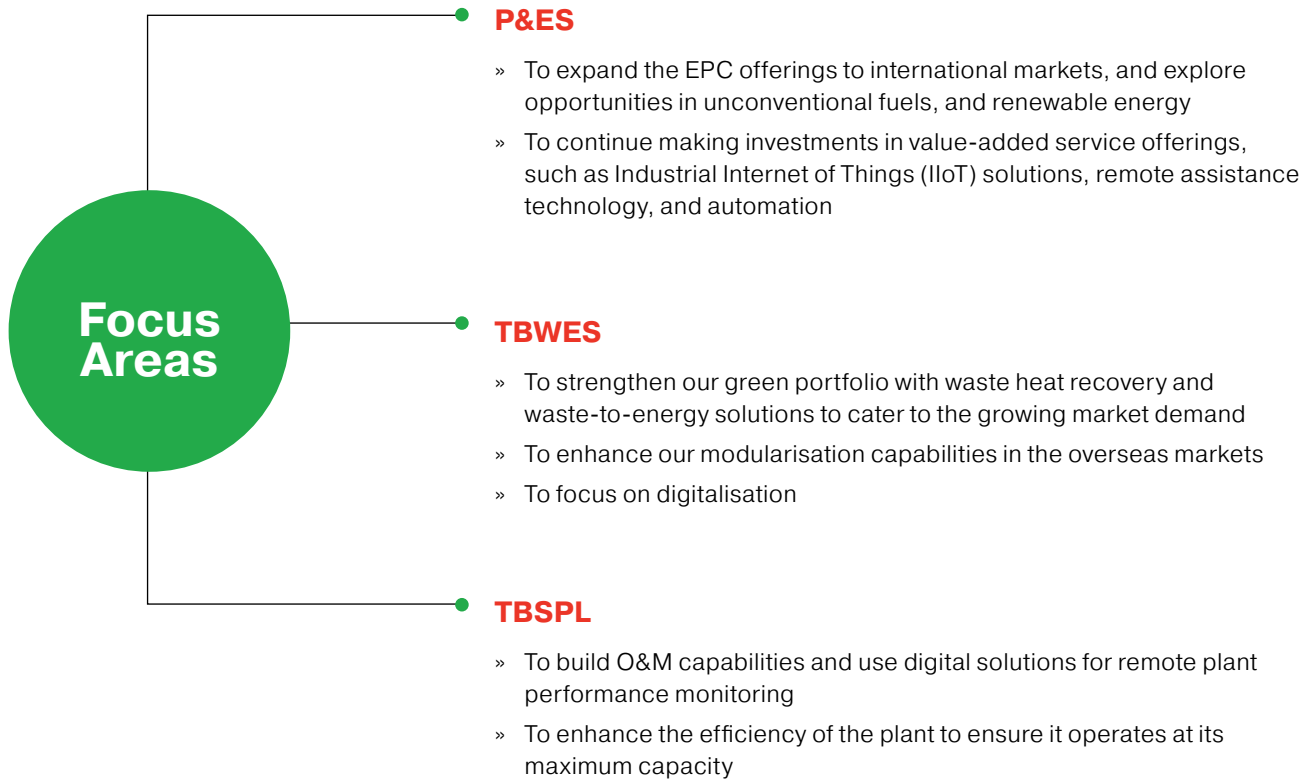 Focus
Areas
P&ES
» To expand the EPC offerings to international markets, and explore
opportunities in unconventional fuels, and renewable energy
» To continue making investments in value-added service offerings,
such as Industrial Internet of Things (IIoT) solutions, remote assistance
technology, and automation
TBWES
» To strengthen our green portfolio with waste heat recovery and
waste-to-energy solutions to cater to the growing market demand
» To enhance our modularisation capabilities in the overseas markets
» To focus on digitalisation
TBSPL
» To build O&M capabilities and use digital solutions for remote plant
performance monitoring
» To enhance the efficiency of the plant to ensure it operates at its
maximum capacity